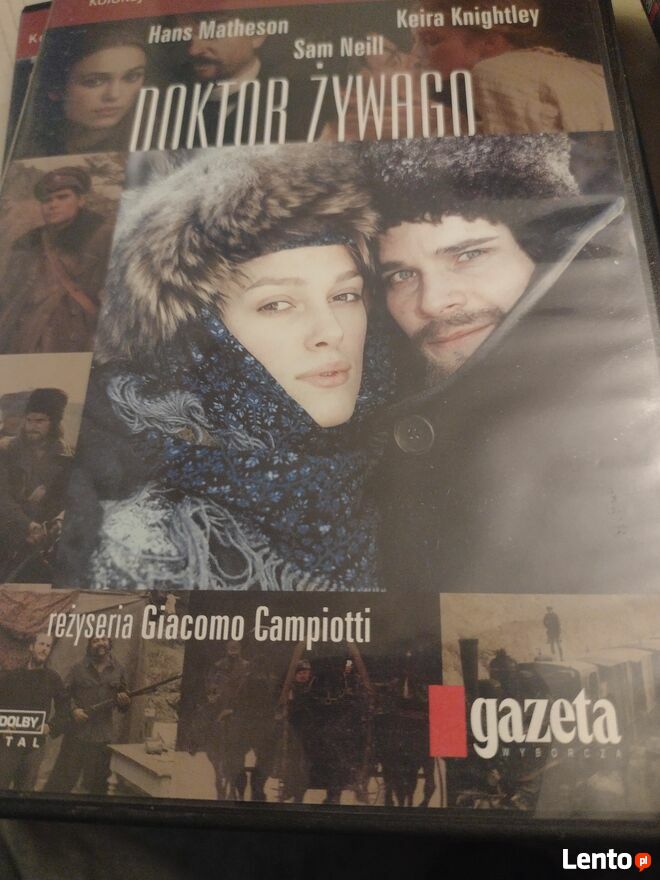 Hans Matheson
Keira Knightley
Sam Neill
DOKTOR ŻYWAGO
reżyseria Giacomo Campiotti
DOLBY
gazeta
WYBORCZA
Lento.pl